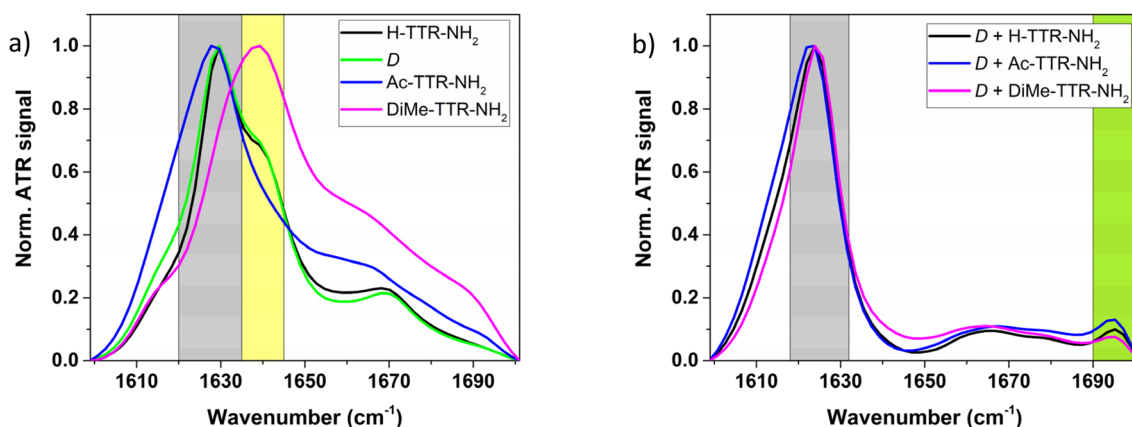 a)
H-TTR-NH2
D
Ac-TTR-NH2
DiMe-TTR-NH2
Norm. ATR signal
1.0
0.8
0.6
0.4
0.2
0.0
1610 1630 1650 1670 1690
Wavenumber (cm-1)
b)
D + H-TTR-NH2
D + Ac-TTR-NH2
D + DiMe-TTR-NH2
Norm. ATR signal
1.0
0.8
0.6
0.4
0.2
0.0
1610 1630 1650 1670 1690
Wavenumber (cm-1)